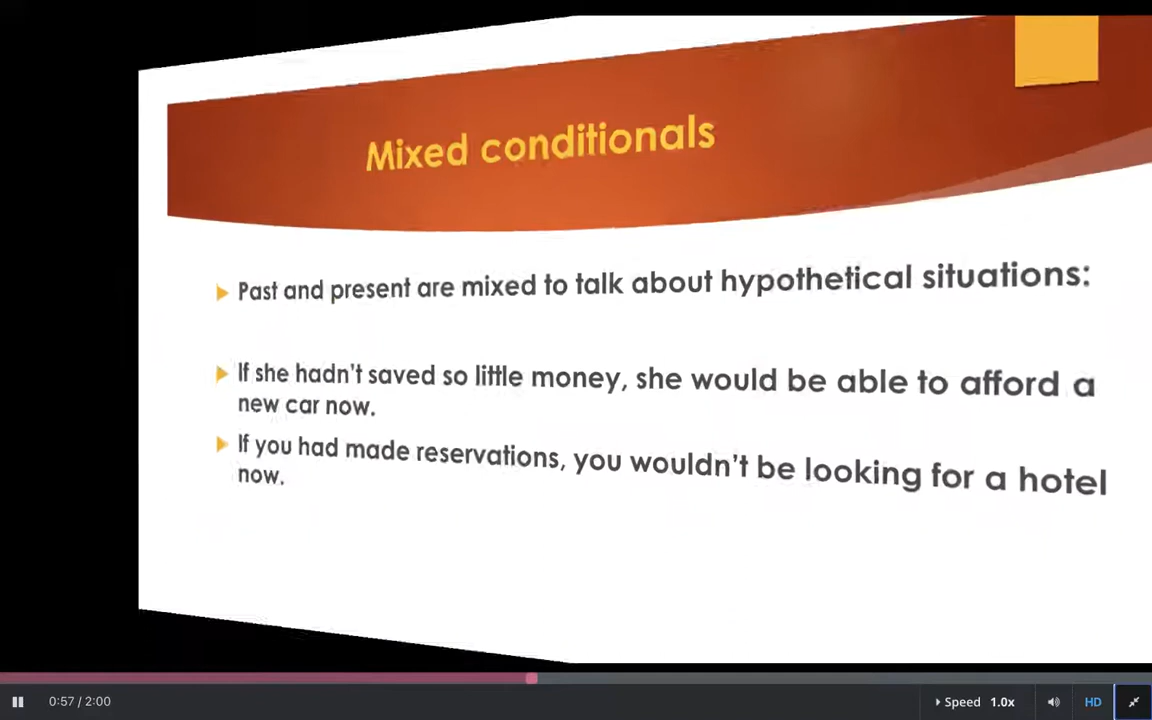 Mixed conditionals
Past and present are mixed to talk about hypothetical situations:
If she hadn't saved so little money, she would be able to afford a
new car now.
If you had made reservations, you wouldn't be looking for a hotel
now.
0:57 / 2:00
Speed 1.0x
HD